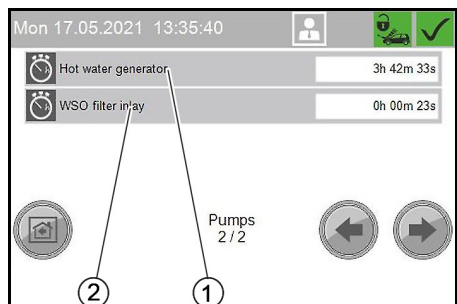 Mon 17.05.2021 13:35:40
Hot water generator 3h 42m 33s
WSO filter inlay 0h 00m 23s
Pumps
2 / 2
2 1